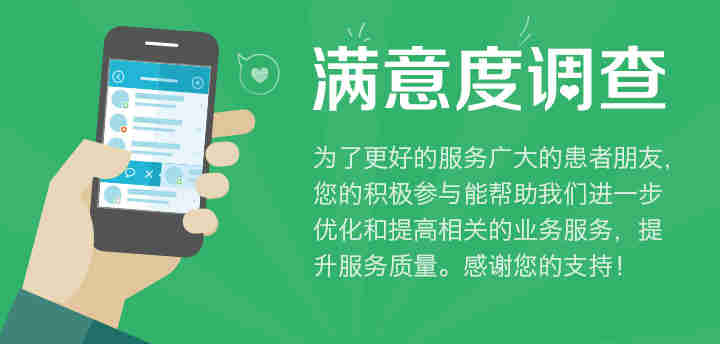 满意度调查
为了更好的服务广大的患者朋友，
您的积极参与能帮助我们进一步
优化和提高相关的业务服务，提
升服务质量。感谢您的支持！